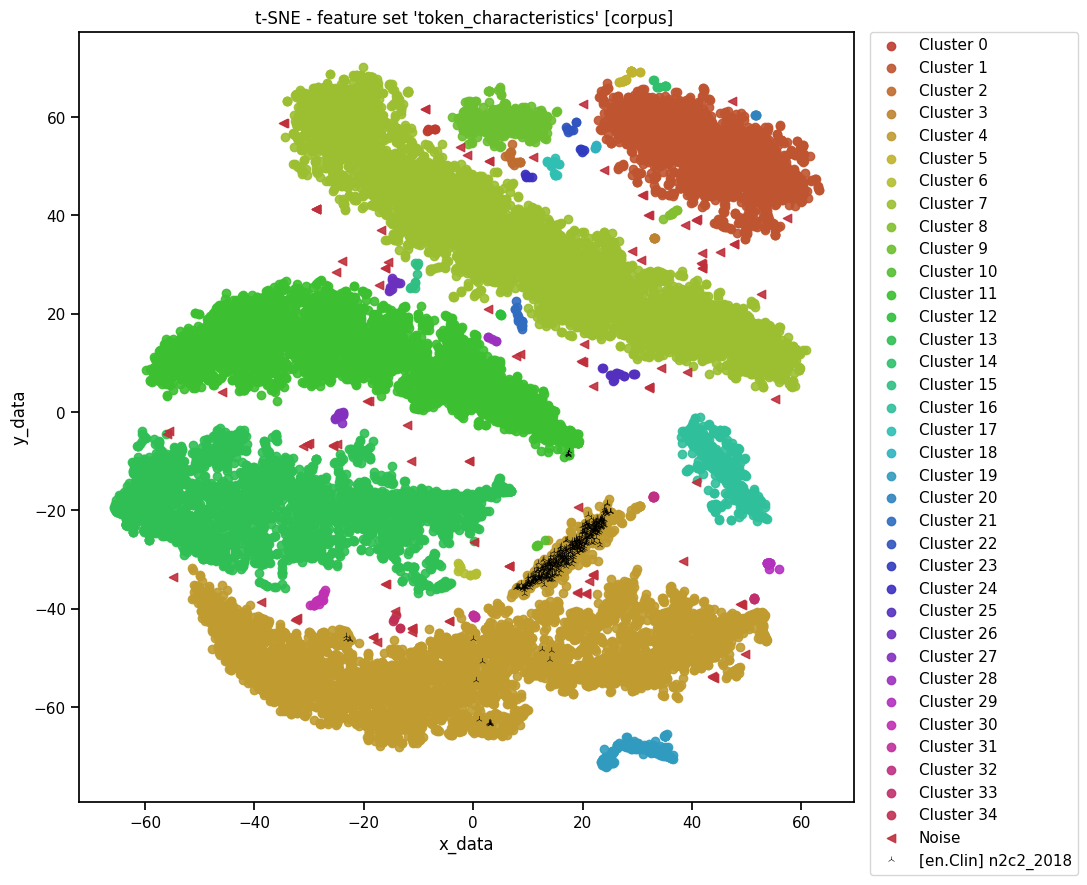 t-SNE - feature set 'token_characteristics' [corpus]
y_data
60
40
20
0
−20
−40
−60
−60
−40
−20
0
20
40
60
x_data
Cluster 0
Cluster 1
Cluster 2
Cluster 3
Cluster 4
Cluster 5
Cluster 6
Cluster 7
Cluster 8
Cluster 9
Cluster 10
Cluster 11
Cluster 12
Cluster 13
Cluster 14
Cluster 15
Cluster 16
Cluster 17
Cluster 18
Cluster 19
Cluster 20
Cluster 21
Cluster 22
Cluster 23
Cluster 24
Cluster 25
Cluster 26
Cluster 27
Cluster 28
Cluster 29
Cluster 30
Cluster 31
Cluster 32
Cluster 33
Cluster 34
Noise
[en.Clin] n2c2_2018